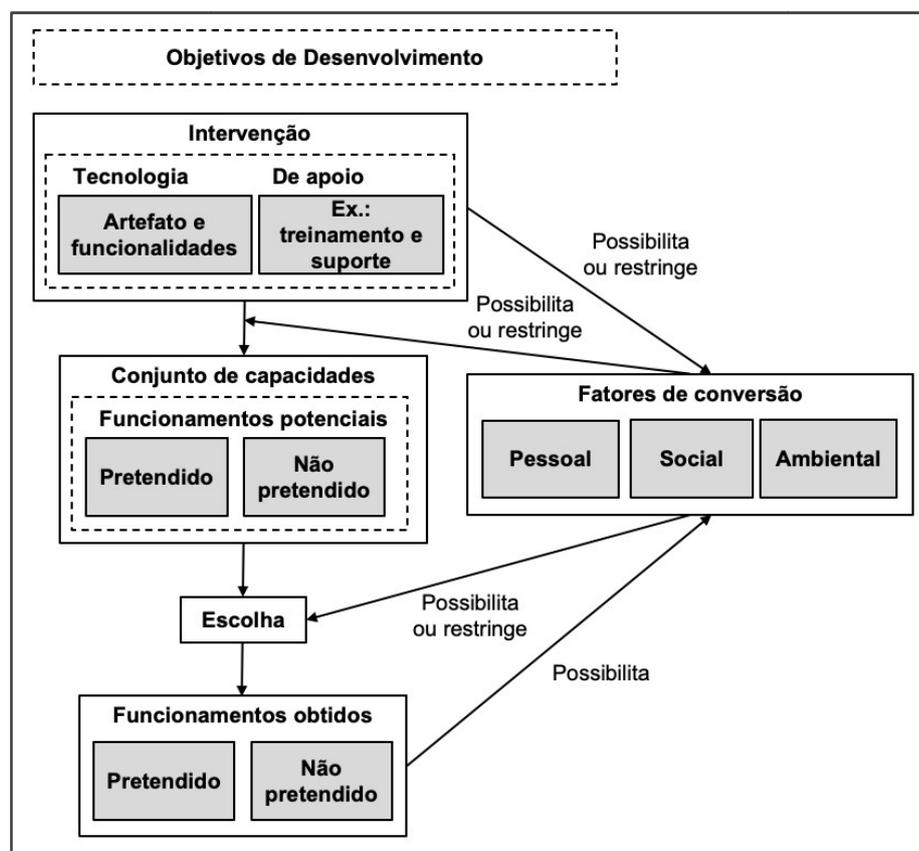 Objetivos de Desenvolvimento
Intervenção
Tecnologia
De apoio
Artefato e
funcionalidades
Ex.:
treinamento e
suporte
Possibilita
ou restringe
Possibilita
ou restringe
Conjunto de capacidades
Funcionamentos potenciais
Pretendido
Não
pretendido
Fatores de conversão
Pessoal
Social
Ambiental
Escolha
Possibilita
ou restringe
Possibilita
Funcionamentos obtidos
Pretendido
Não
pretendido